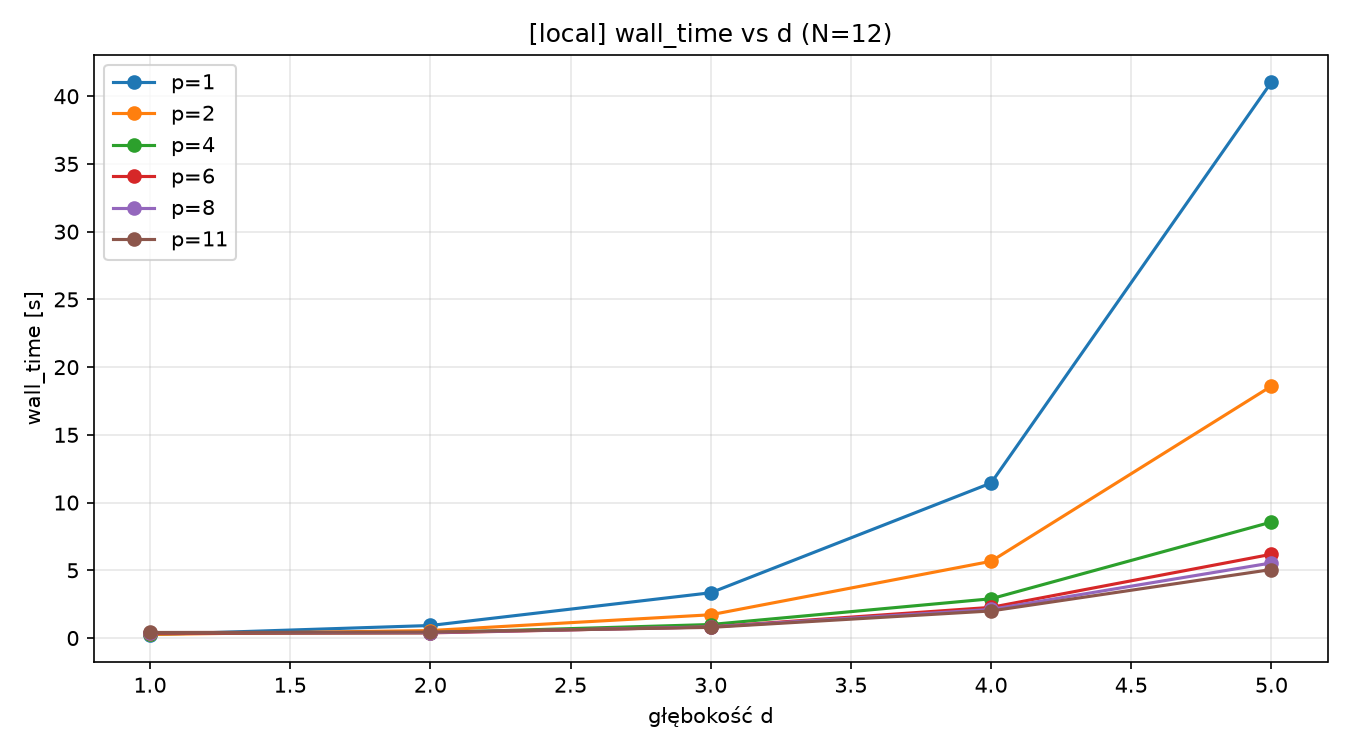 [local] wall_time vs d (N=12)
p=1
p=2
p=4
p=6
p=8
p=11
wall_time [s]
40
35
30
25
20
15
10
5
0
1.0 1.5 2.0 2.5 3.0 3.5 4.0 4.5 5.0
głębokość d